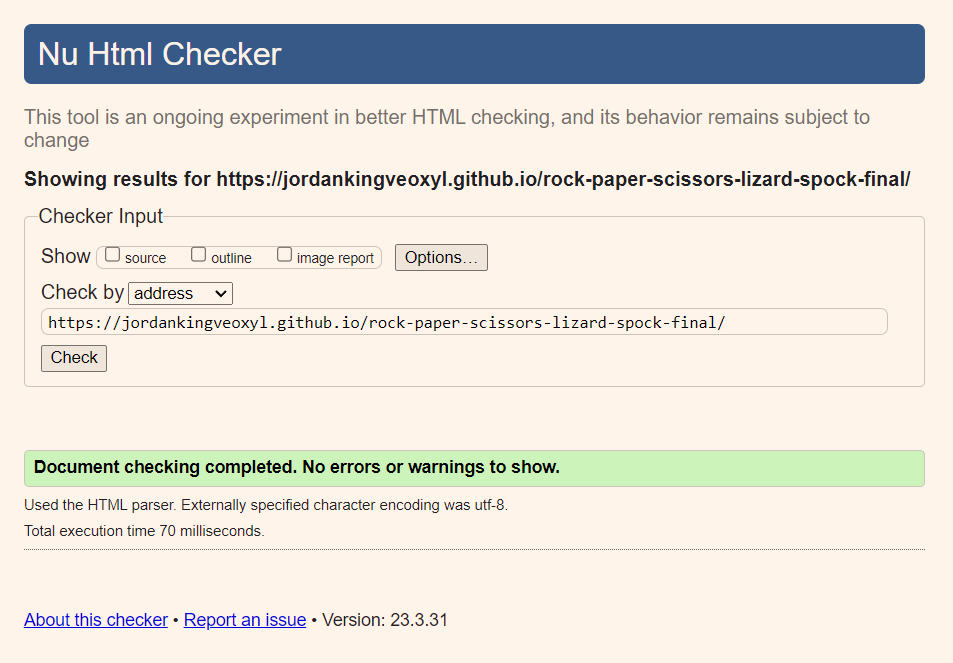 Nu Html Checker
This tool is an ongoing experiment in better HTML checking, and its behavior remains subject to
change
Showing results for https://jordankingveoxyl.github.io/rock-paper-scissors-lizard-spock-final/
Checker Input
Show source outline image report Options...
Check by address
https://jordankingveoxyl.github.io/rock-paper-scissors-lizard-spock-final/
Check
Document checking completed. No errors or warnings to show.
Used the HTML parser. Externally specified character encoding was utf-8.
Total execution time 70 milliseconds.
About this checker • Report an issue • Version: 23.3.31